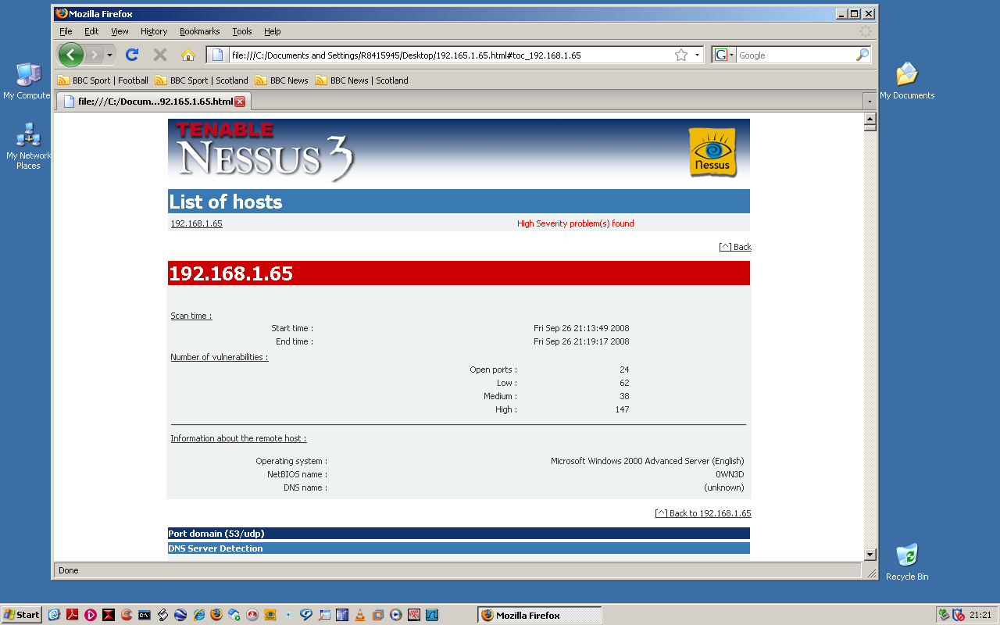 Mozilla Firefox
File Edit View History Bookmarks Tools Help
file:///C:/Documents and Settings/R8415945/Desktop/192.165.1.65.html#toc_192.168.1.65
G Google
BBC Sport | Football BBC Sport | Scotland BBC News BBC News | Scotland
file:///C:/Docum...92.165.1.65.html
My Compute
My Network
Places
My Documents
TENABLE
NESSUS 3
Nessus
List of hosts
192.168.1.65 High Severity problem(s) found
[^] Back
192.168.1.65
Scan time :
Start time : Fri Sep 26 21:13:49 2008
End time : Fri Sep 26 21:19:17 2008
Number of vulnerabilities :
Open ports : 24
Low : 62
Medium : 38
High : 147
Information about the remote host :
Operating system : Microsoft Windows 2000 Advanced Server (English)
NetBIOS name : 0WN3D
DNS name : (unknown)
[^] Back to 192.168.1.65
Port domain (53/udp)
DNS Server Detection
Done
Recycle Bin
Start Mozilla Firefox 21:21